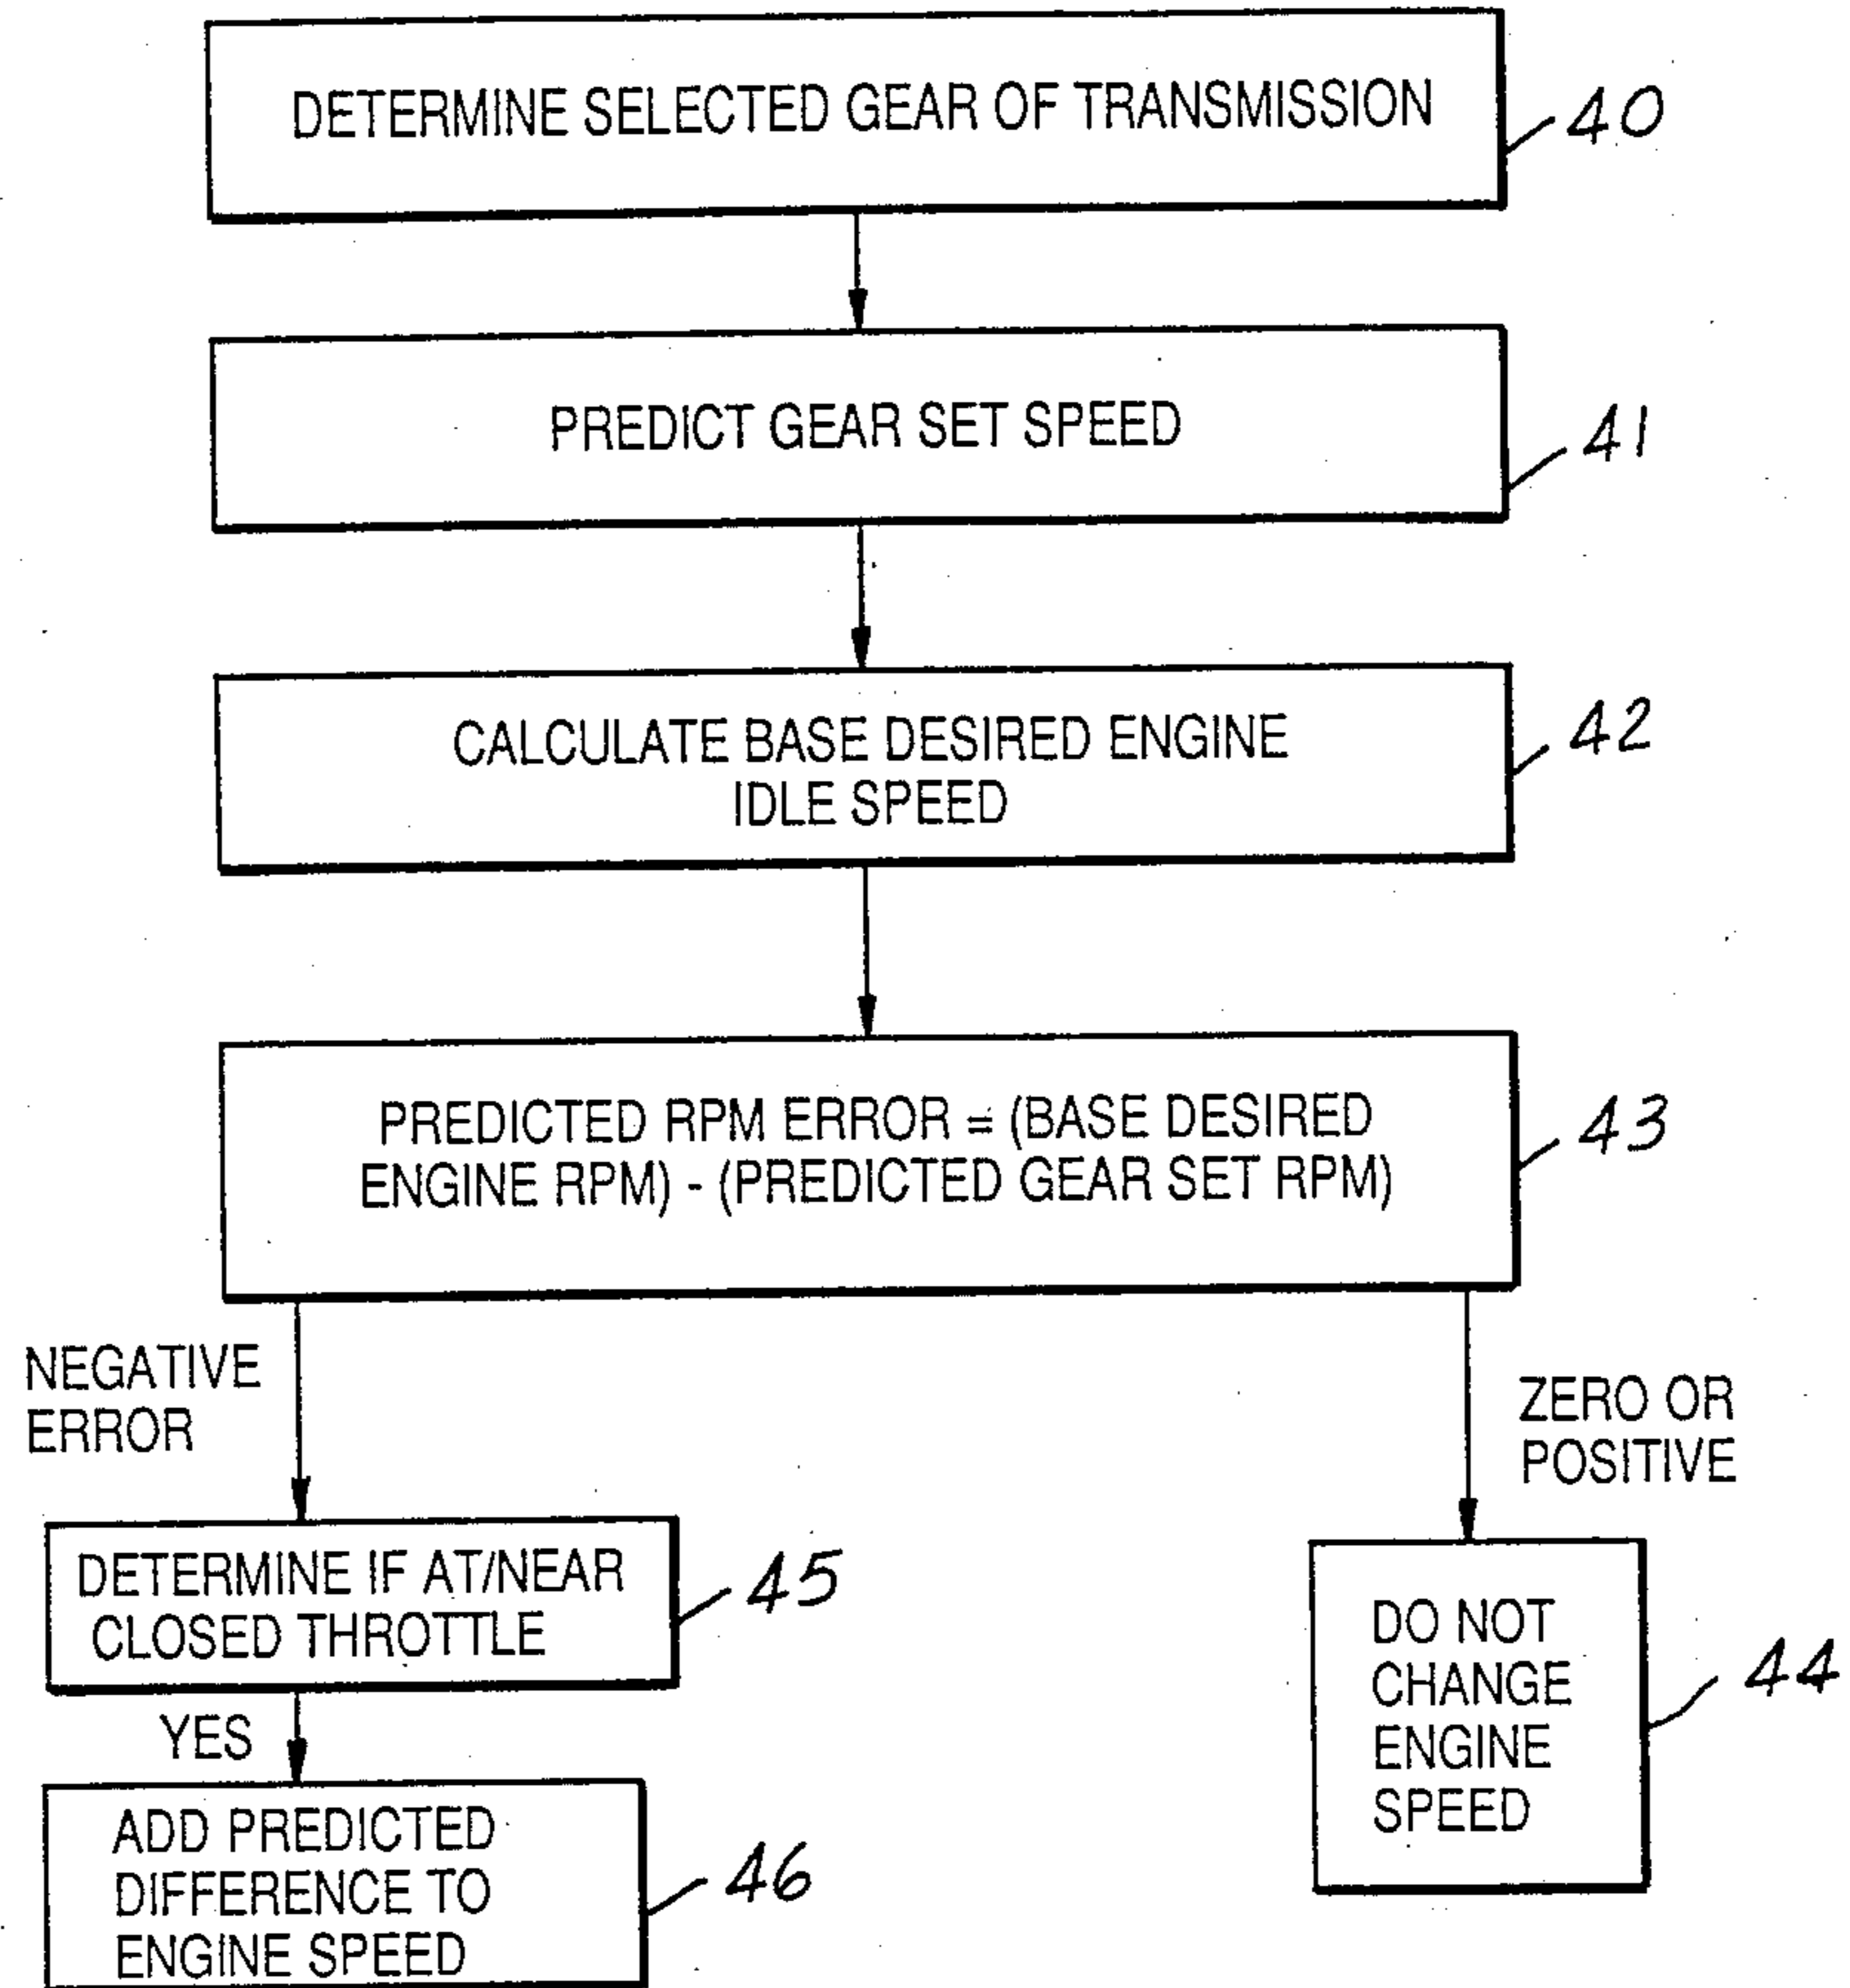 DETERMINE SELECTED GEAR OF TRANSMISSION
40
PREDICT GEAR SET SPEED
41
CALCULATE BASE DESIRED ENGINE
IDLE SPEED
42
PREDICTED RPM ERROR = (BASE DESIRED
ENGINE RPM) - (PREDICTED GEAR SET RPM)
43
NEGATIVE
ERROR
ZERO OR
POSITIVE
DETERMINE IF AT/NEAR
CLOSED THROTTLE
45
DO NOT
CHANGE
ENGINE
SPEED
44
YES
ADD PREDICTED
DIFFERENCE TO
ENGINE SPEED
46